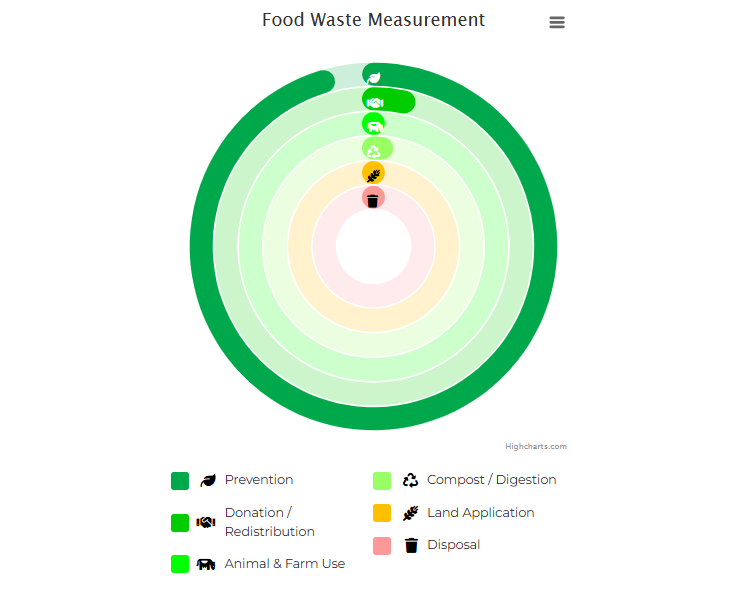 Food Waste Measurement
Highcharts.com
Prevention
Donation /
Redistribution
Animal & Farm Use
Compost / Digestion
Land Application
Disposal